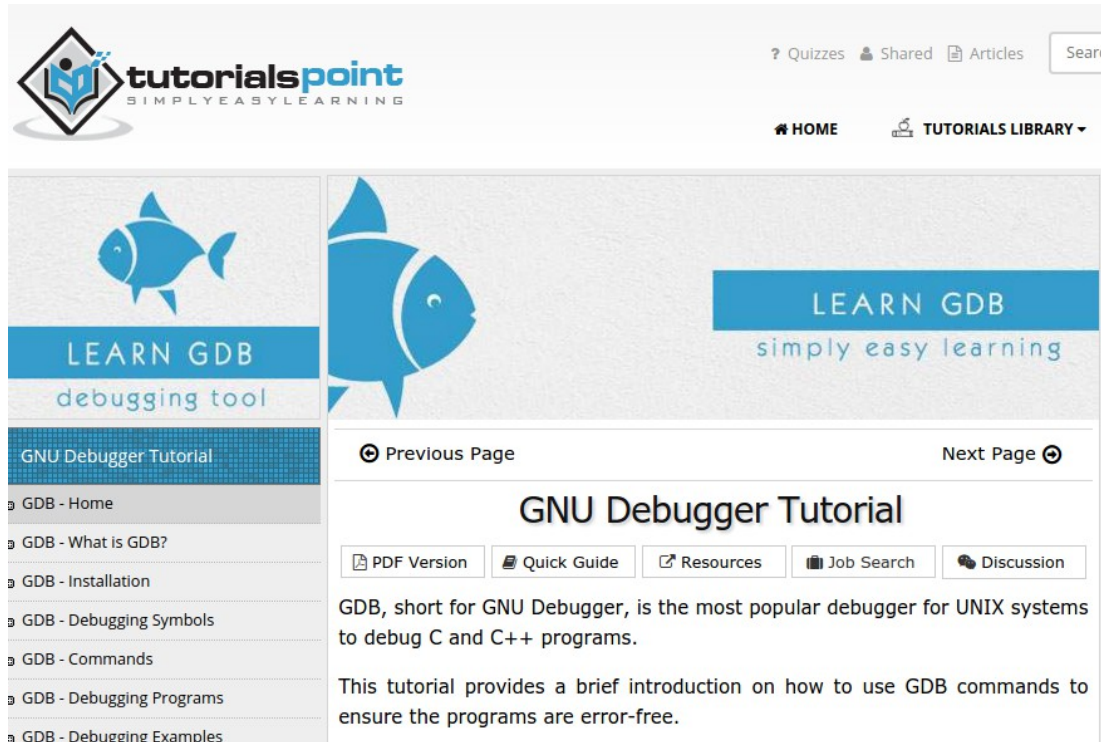 ? Quizzes Shared Articles
tutorialspoint
SIMPLYEASYLEARNING
HOME TUTORIALS LIBRARY
LEARN GDB
debugging tool
LEARN GDB
simply easy learning
GNU Debugger Tutorial
GDB - Home
GDB - What is GDB?
GDB - Installation
GDB - Debugging Symbols
GDB - Commands
GDB - Debugging Programs
GDB - Debugging Examples
Previous Page Next Page
GNU Debugger Tutorial
PDF Version Quick Guide Resources Job Search Discussion
GDB, short for GNU Debugger, is the most popular debugger for UNIX systems
to debug C and C++ programs.
This tutorial provides a brief introduction on how to use GDB commands to
ensure the programs are error-free.